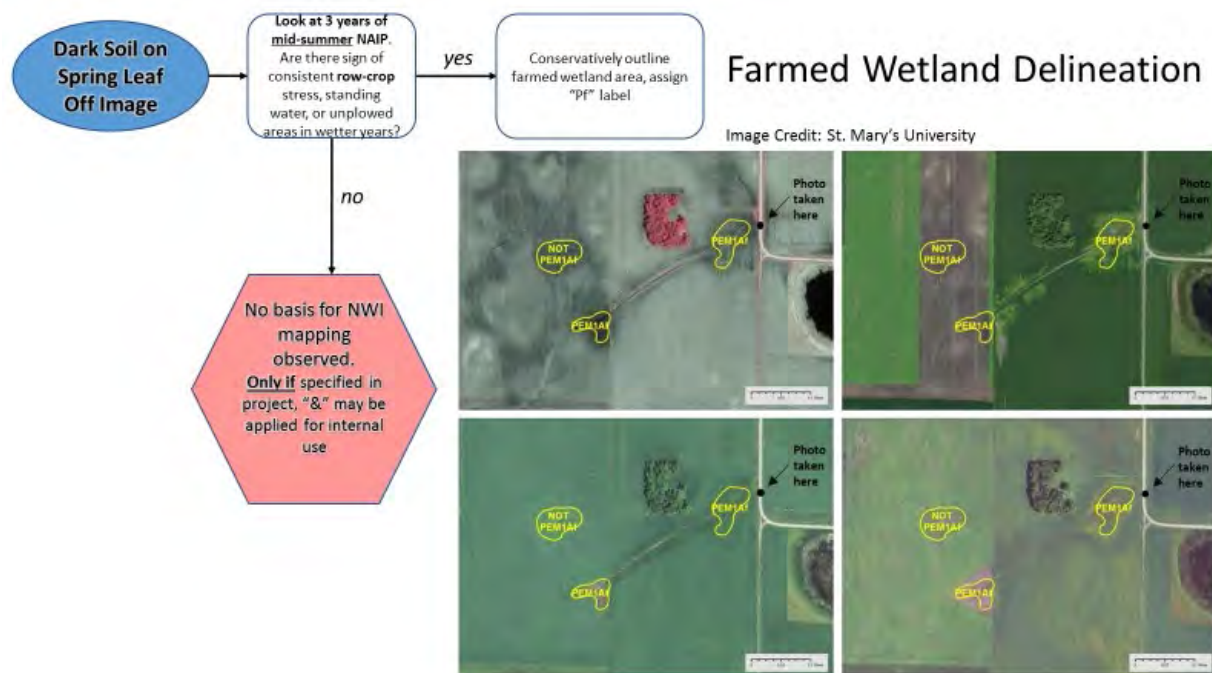 Dark Soil on
Spring Leaf
Off Image
Look at 3 years of
mid-summer NAIP.
Are there sign of
consistent row-crop
stress, standing
water, or unplowed
areas in wetter years?
yes
Conservatively outline
farmed wetland area, assign
"Pf" label
Farmed Wetland Delineation
Image Credit: St. Mary's University
no
No basis for NWI
mapping
observed.
Only if specified in
project, "&" may be
applied for internal
use
NOT
PEM1Af
PEM1Af
PEM1Af
Photo
taken
here
NOT
PEM1Af
PEM1Af
PEM1Af
Photo
taken
here
NOT
PEM1Af
PEM1Af
PEM1Af
Photo
taken
here
NOT
PEM1Af
PEM1Af
PEM1Af
Photo
taken
here